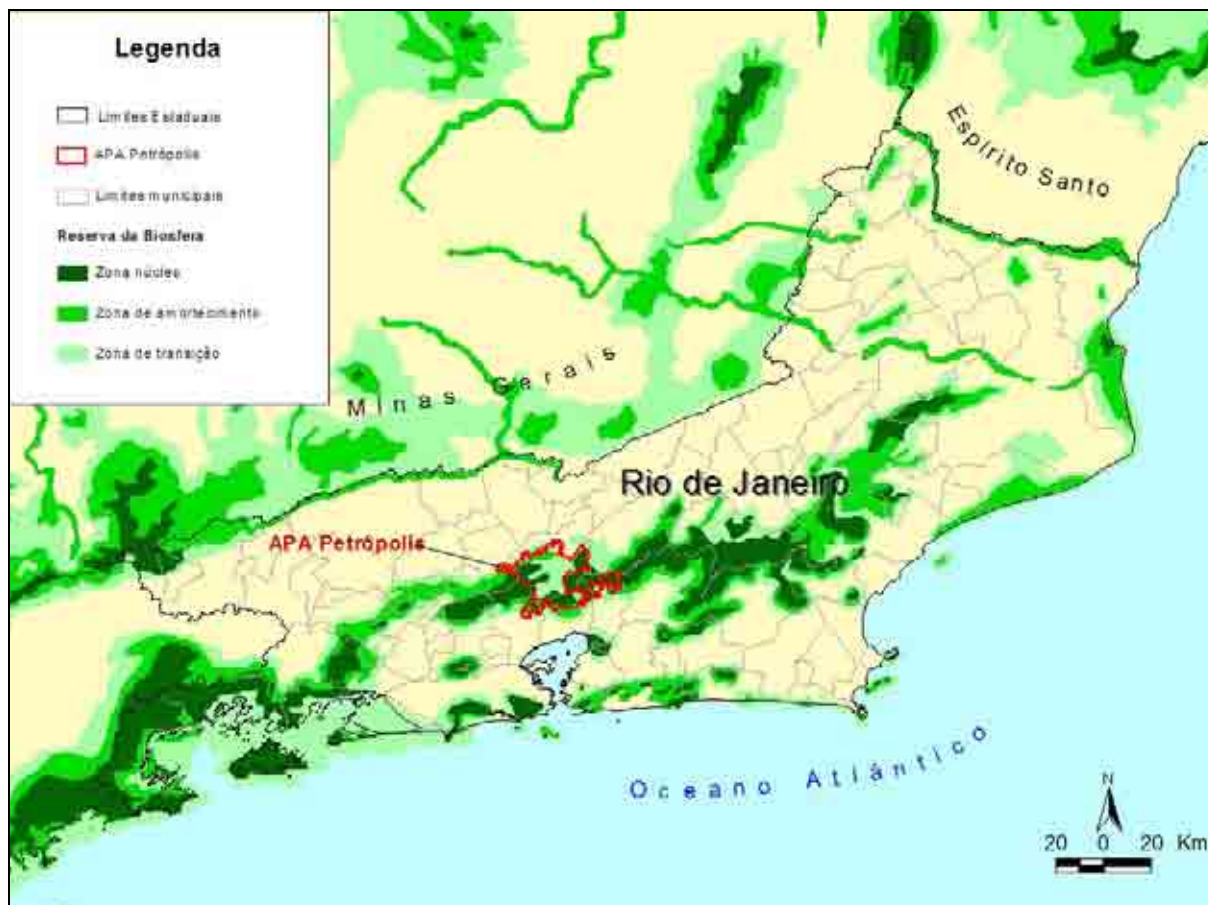 Legenda
Limites Estaduais
APA Petrópolis
Limites municipais
Reserva da Biosfera
Zona núcleo
Zona de amortecimento
Zona de transição
Espírito Santo
Minas Gerais
Rio de Janeiro
APA Petrópolis
Oceano Atlântico
N
20 0 20 Km